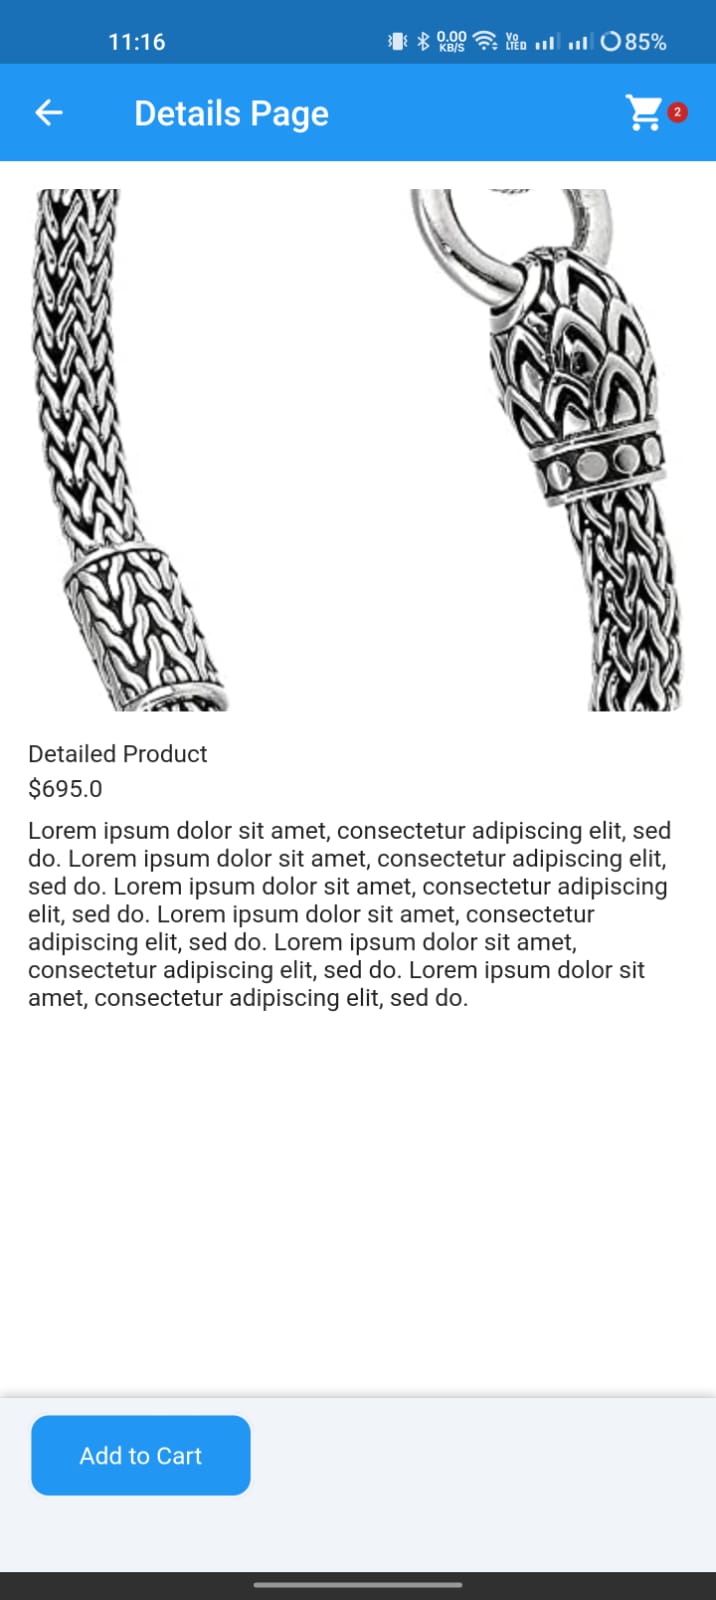 11:16
0.00 KB/S
Vo LTE
85%
Details Page
2
Detailed Product
$695.0
Lorem ipsum dolor sit amet, consectetur adipiscing elit, sed
do. Lorem ipsum dolor sit amet, consectetur adipiscing elit,
sed do. Lorem ipsum dolor sit amet, consectetur adipiscing
elit, sed do. Lorem ipsum dolor sit amet, consectetur
adipiscing elit, sed do. Lorem ipsum dolor sit amet,
consectetur adipiscing elit, sed do. Lorem ipsum dolor sit
amet, consectetur adipiscing elit, sed do.
Add to Cart